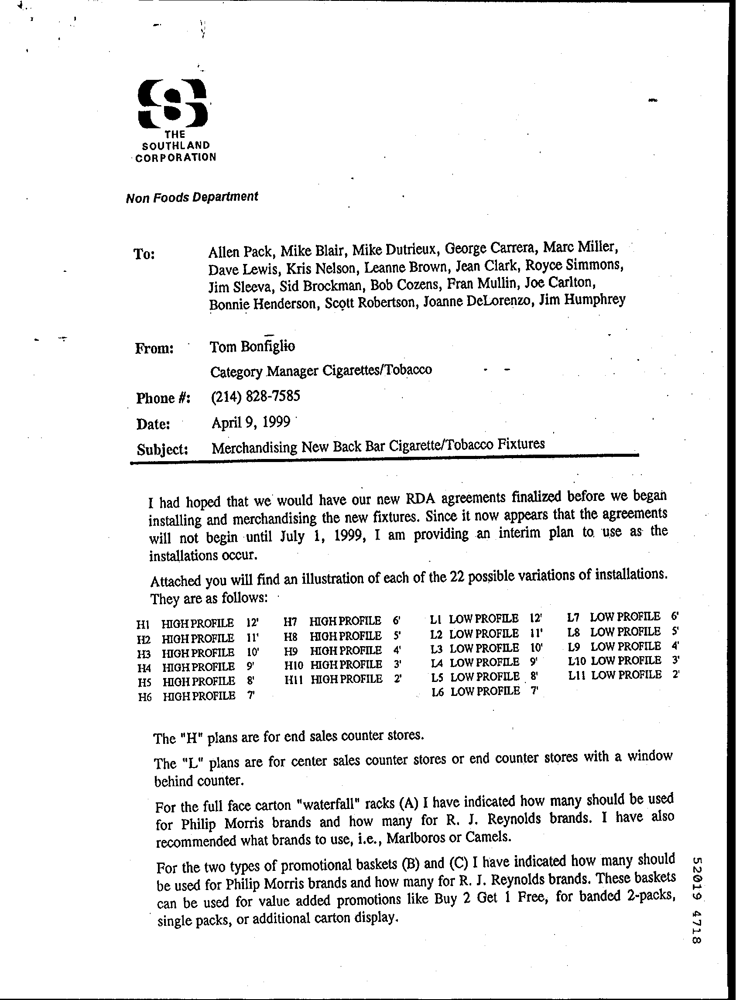 THE
SOUTHLAND
CORPORATION
Non Foods Department
To: Allen Pack, Mike Blair, Mike Dutrieux, George Carrera, Marc Miller,
Dave Lewis, Kris Nelson, Leanne Brown, Jean Clark, Royce Simmons,
Jim Sleeva, Sid Brockman, Bob Cozens, Fran Mullin, Joe Carlton,
Bonnie Henderson, Scott Robertson, Joanne DeLorenzo, Jim Humphrey
From: Tom Bonfiglio
Category Manager Cigarettes/Tobacco
Phone #: (214) 828-7585
Date: April 9, 1999
Subject: Merchandising New Back Bar Cigarette/Tobacco Fixtures
I had hoped that we would have our new RDA agreements finalized before we began
installing and merchandising the new fixtures. Since it now appears that the agreements
will not begin until July 1, 1999, I am providing an interim plan to use as the
installations occur.
Attached you will find an illustration of each of the 22 possible variations of installations.
They are as follows:
H1 HIGH PROFILE 12' H7 HIGH PROFILE 6' L1 LOW PROFILE 12' L7 LOW PROFILE 6'
H2 HIGH PROFILE 11' H8 HIGH PROFILE 5' L2 LOW PROFILE 11' L8 LOW PROFILE 5'
H3 HIGH PROFILE 10' H9 HIGH PROFILE 4' L3 LOW PROFILE 10' L9 LOW PROFILE 4'
H4 HIGH PROFILE 9' H10 HIGH PROFILE 3' L4 LOW PROFILE 9' L10 LOW PROFILE 3'
H5 HIGH PROFILE 8' H11 HIGH PROFILE 2' L5 LOW PROFILE 8' L11 LOW PROFILE 2'
H6 HIGH PROFILE 7' L6 LOW PROFILE 7'
The "H" plans are for end sales counter stores.
The "L" plans are for center sales counter stores or end counter stores with a window
behind counter.
For the full face carton "waterfall" racks (A) I have indicated how many should be used
for Philip Morris brands and how many for R. J. Reynolds brands. I have also
recommended what brands to use, i.e., Marlboros or Camels.
For the two types of promotional baskets (B) and (C) I have indicated how many should
be used for Philip Morris brands and how many for R. J. Reynolds brands. These baskets
can be used for value added promotions like Buy 2 Get 1 Free, for banded 2-packs,
single packs, or additional carton display.
52019 4718